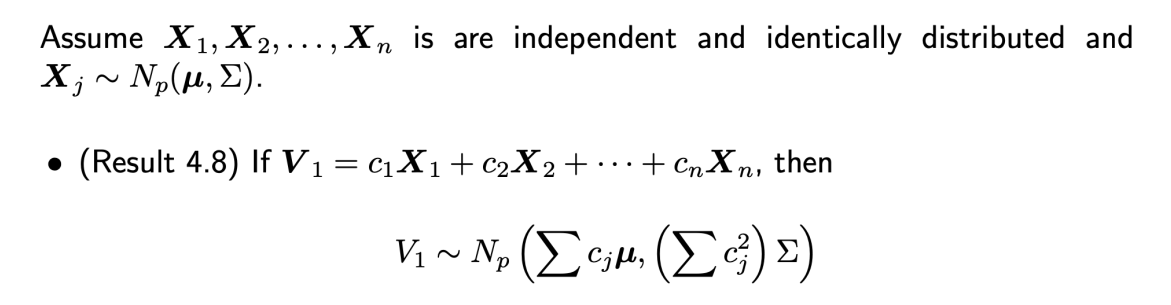 Assume X₁, X₂, . . . , Xₙ is are independent and identically distributed and
Xⱼ ∼ Nₚ(μ, Σ).
• (Result 4.8) If V₁ = c₁X₁ + c₂X₂ + · · · + cₙXₙ, then
V₁ ∼ Nₚ (∑ cⱼμ, (∑ cⱼ²) Σ)